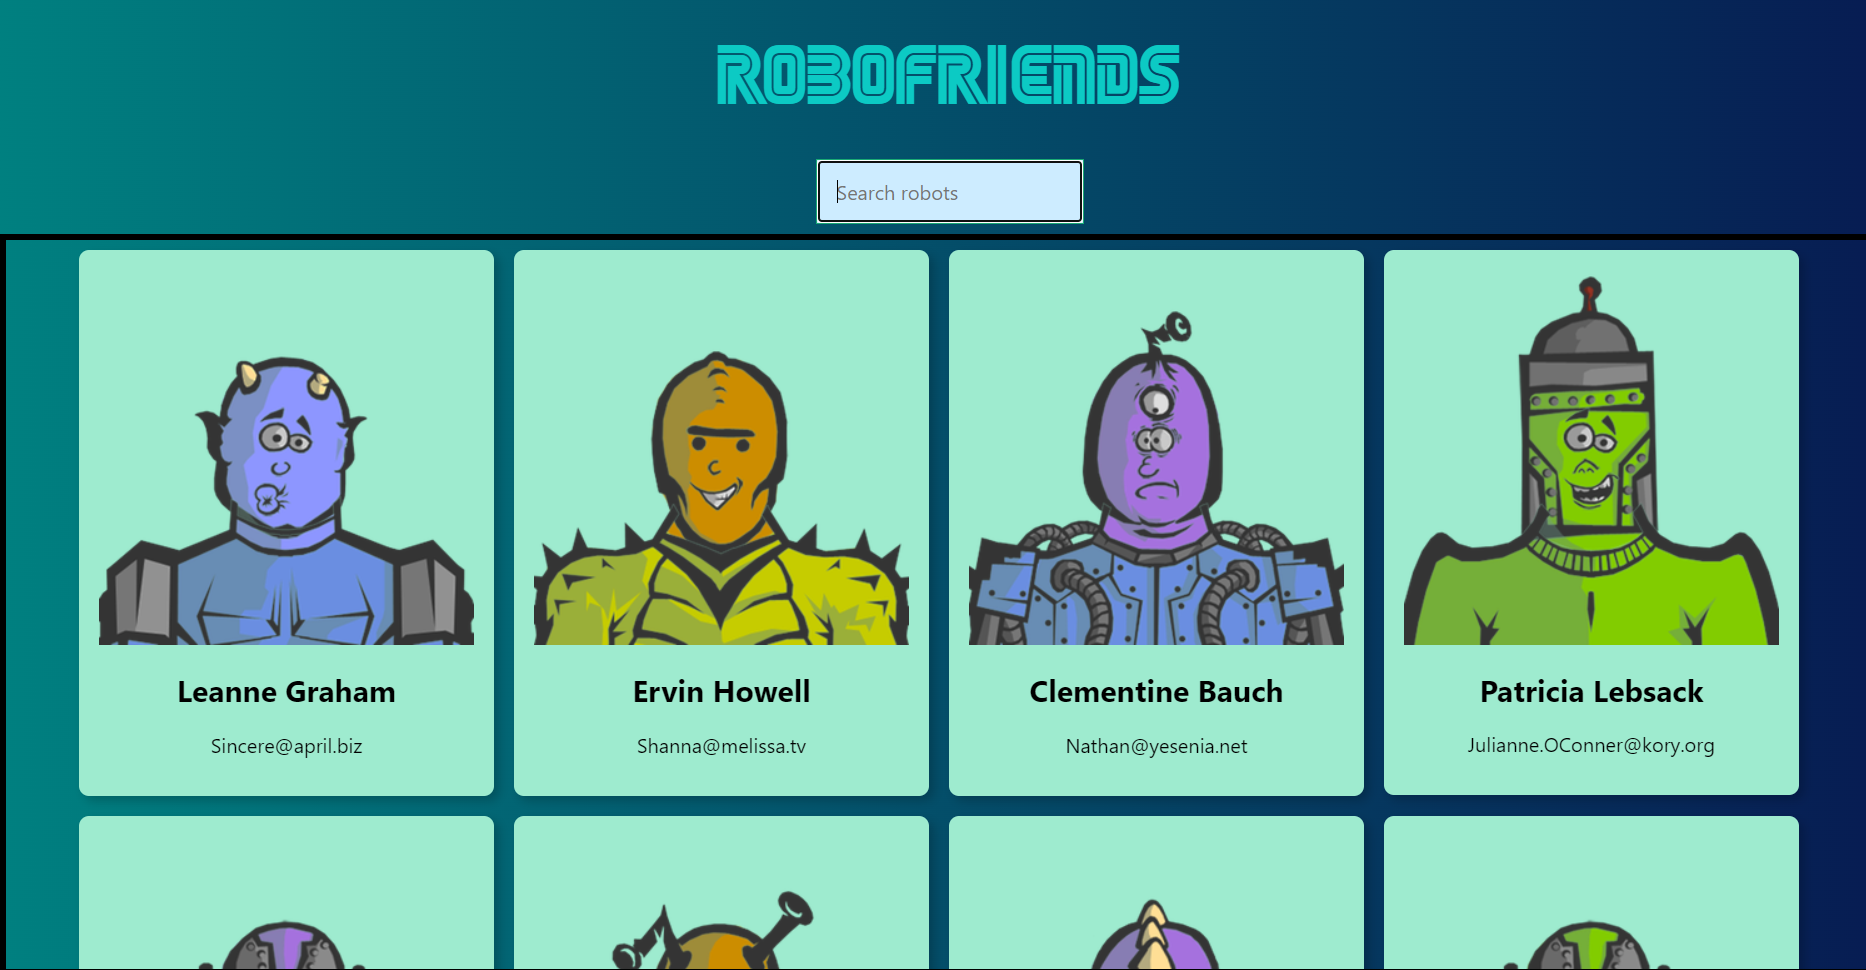 ROBOFRIENDS
Search robots
Leanne Graham
Sincere@april.biz
Ervin Howell
Shanna@melissa.tv
Clementine Bauch
Nathan@yesenia.net
Patricia Lebsack
Julianne.OConner@kory.org